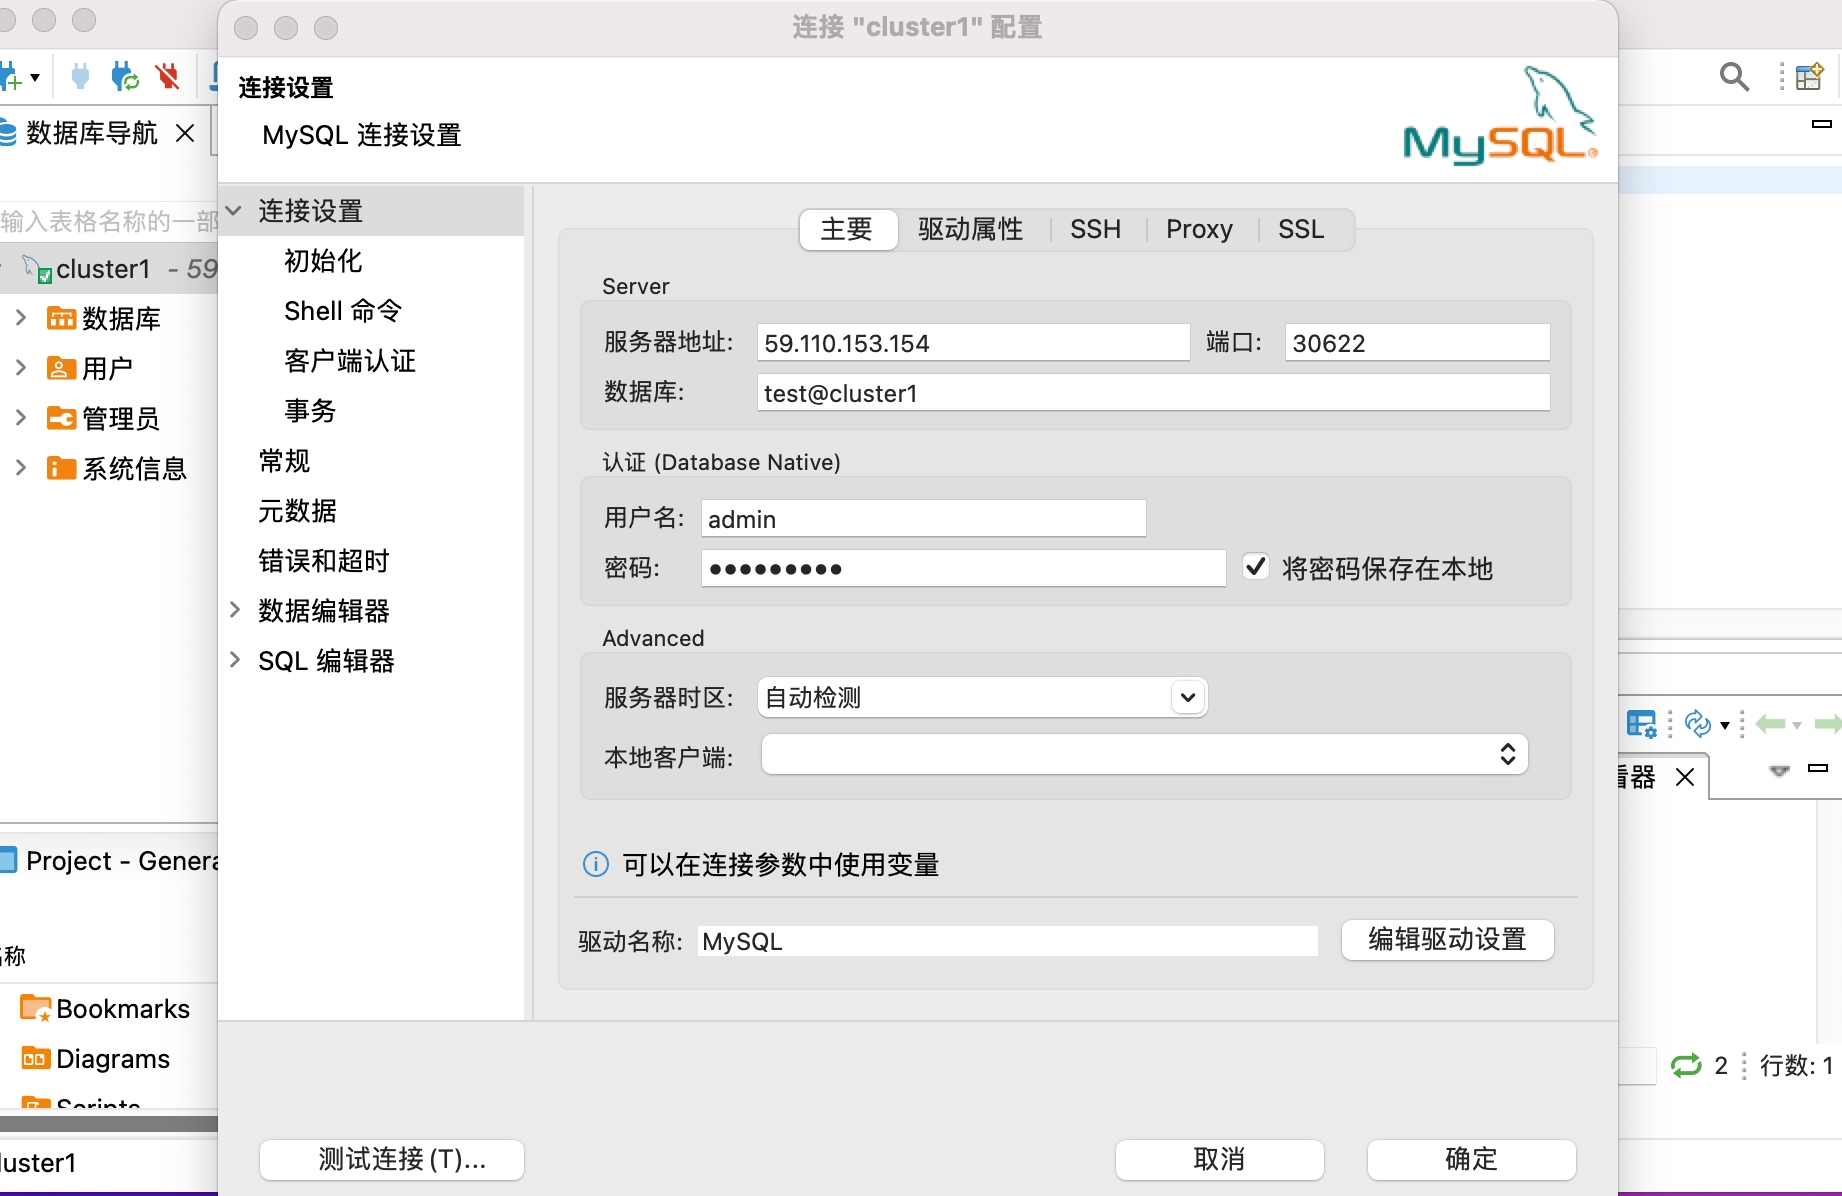 连接 "cluster1" 配置
连接设置
MySQL 连接设置
MySQL
数据库导航
输入表格名称的一部
cluster1 - 59
数据库
用户
管理员
系统信息
Project - Genera
称
Bookmarks
Diagrams
Scripts
luster1
连接设置
初始化
Shell 命令
客户端认证
事务
常规
元数据
错误和超时
数据编辑器
SQL 编辑器
主要 驱动属性 SSH Proxy SSL
Server
服务器地址: 59.110.153.154 端口: 30622
数据库: test@cluster1
认证 (Database Native)
用户名: admin
密码: ●●●●●●●●● 将密码保存在本地
Advanced
服务器时区: 自动检测
本地客户端:
可以在连接参数中使用变量
驱动名称: MySQL 编辑驱动设置
测试连接 (T)... 取消 确定
看器
2 行数: 1